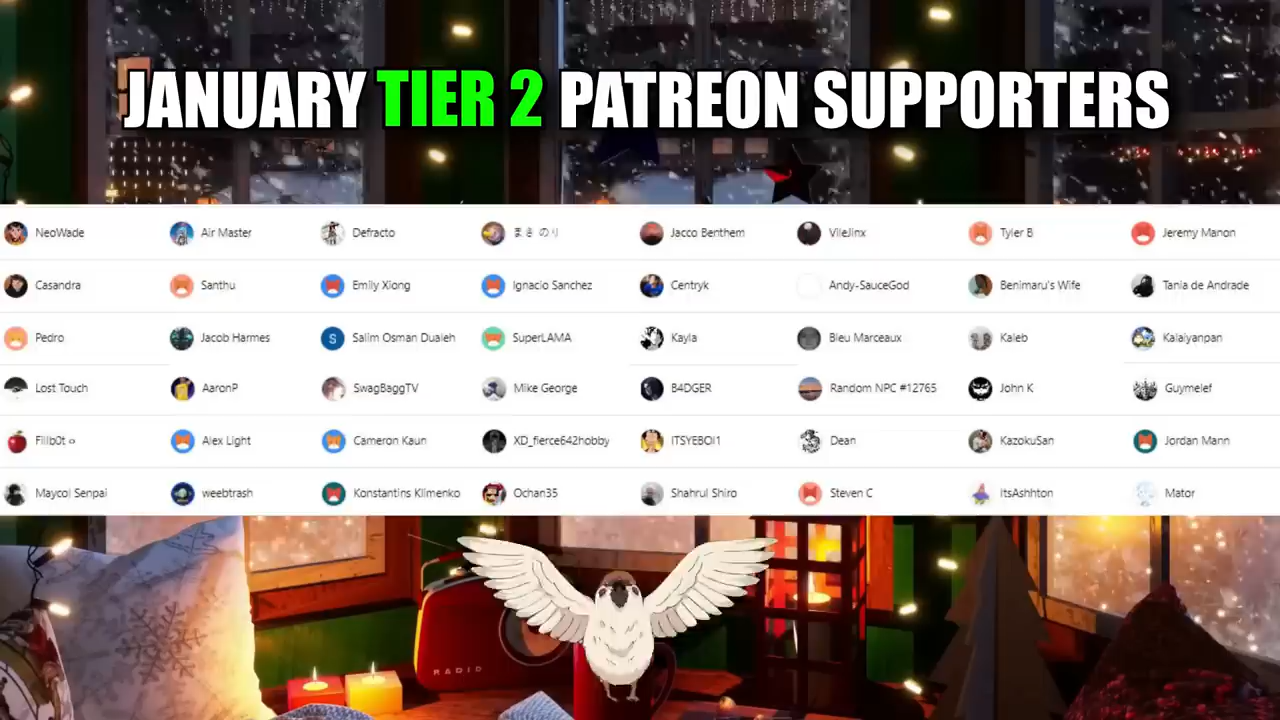 JANUARY TIER 2 PATREON SUPPORTERS
NeoWade Air Master Defracto まき のり Jacco Benthem VileJinx Tyler B Jeremy Manon
Casandra Santhu Emily Xiong Ignacio Sanchez Centryk Andy-SauceGod Benimaru's Wife Tania de Andrade
Pedro Jacob Harmes S Salim Osman Dualeh SuperLAMA Kayla Bleu Marceaux Kaleb Kalaiyanpan
Lost Touch AaronP SwagBaggTV Mike George B4DGER Random NPC #12765 John K Guymelef
Fillb0t Alex Light Cameron Kaun XD_fierce642hobby ITSYEBOI1 Dean KazokuSan Jordan Mann
Maycol Senpai weebtrash Konstantins Klimenko Ochan35 Shahrul Shiro Steven C ItsAshhton Mator
RADIO